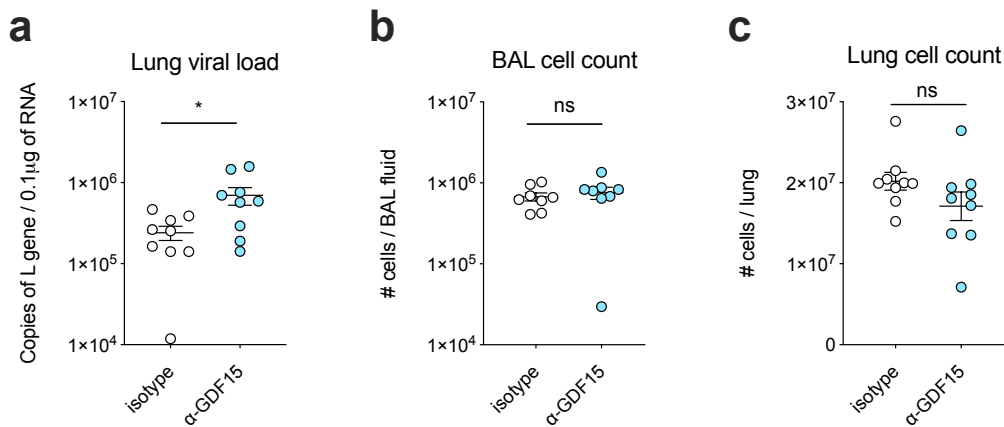 a
Lung viral load
Copies of L gene / 0.1µg of RNA
1×10⁷
1×10⁶
1×10⁵
1×10⁴
*
isotype
α-GDF15
b
BAL cell count
# cells / BAL fluid
1×10⁷
1×10⁶
1×10⁵
1×10⁴
ns
isotype
α-GDF15
c
Lung cell count
# cells / lung
3×10⁷
2×10⁷
1×10⁷
0
ns
isotype
α-GDF15